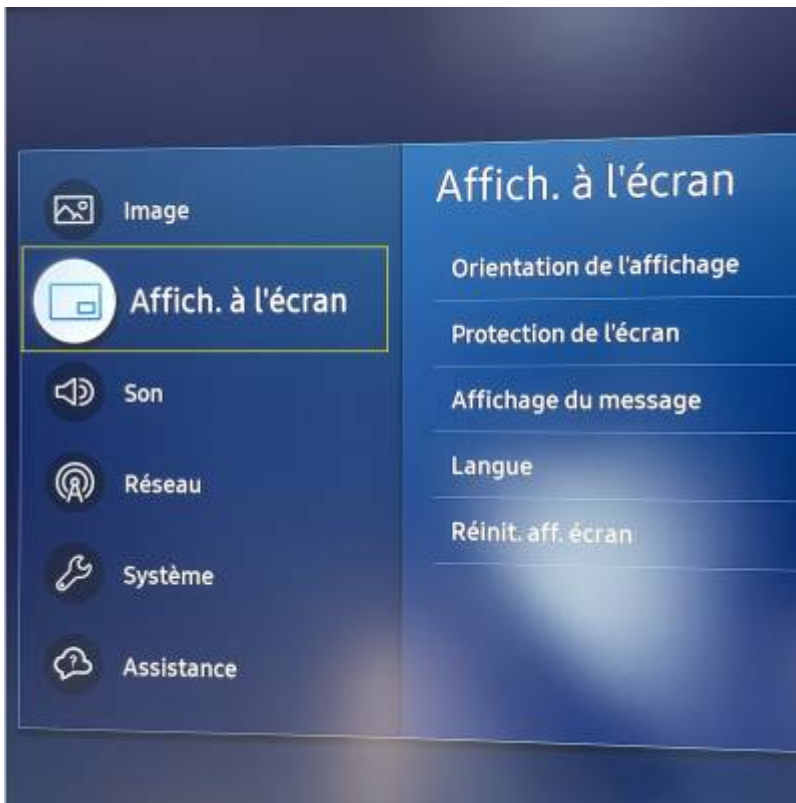 Image
Affich. à l'écran
Son
Réseau
Système
Assistance
Affich. à l'écran
Orientation de l'affichage
Protection de l'écran
Affichage du message
Langue
Réinit. aff. écran